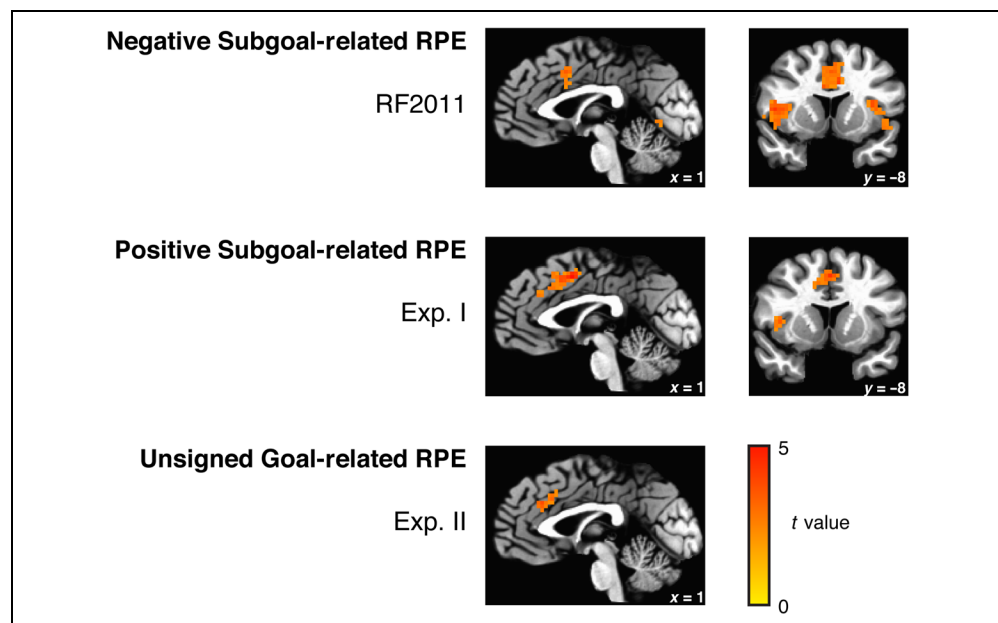 Negative Subgoal-related RPE
RF2011
x = 1
y = −8
Positive Subgoal-related RPE
Exp. I
x = 1
y = −8
Unsigned Goal-related RPE
Exp. II
x = 1
5
t value
0